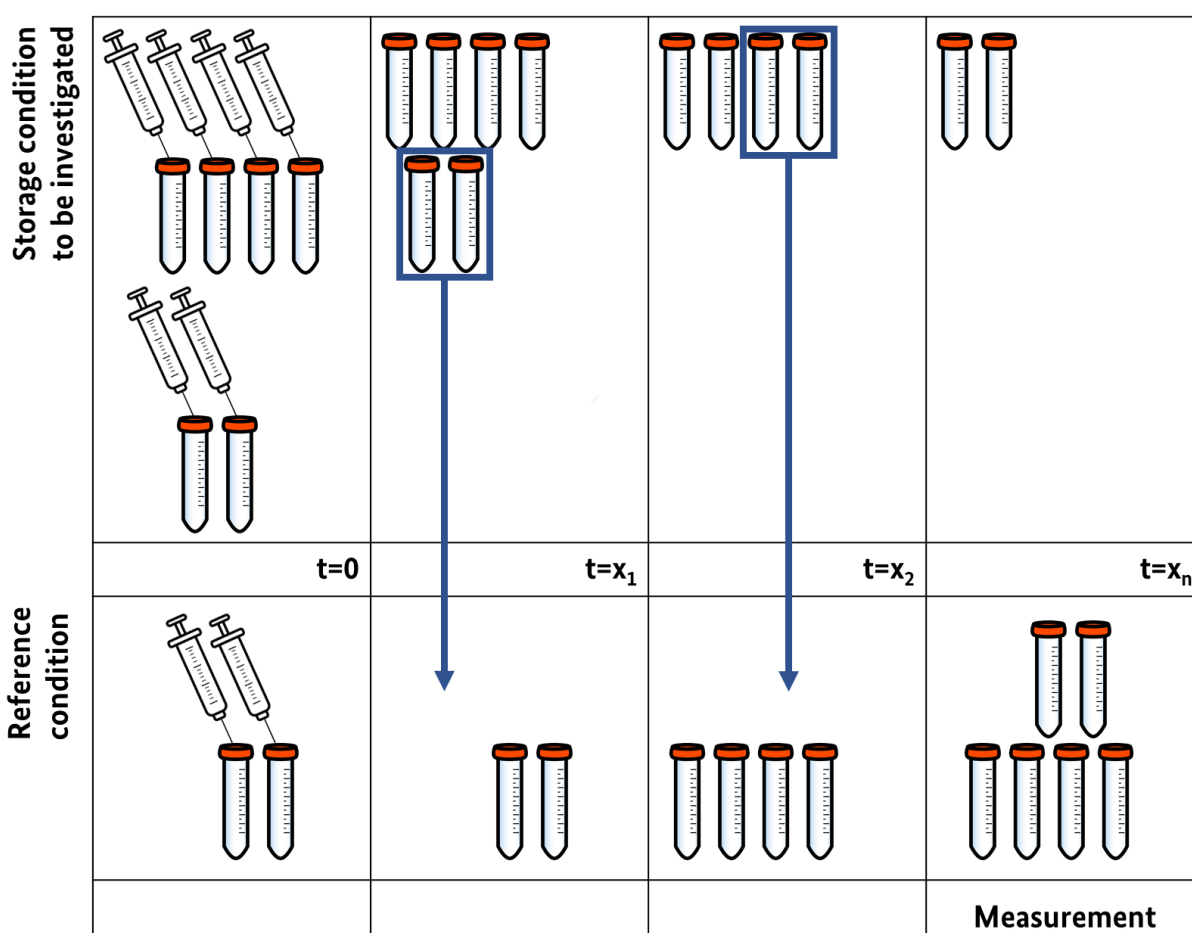 Storage condition
to be investigated
t=0
t=x₁
t=x₂
t=xₙ
Reference
condition
Measurement